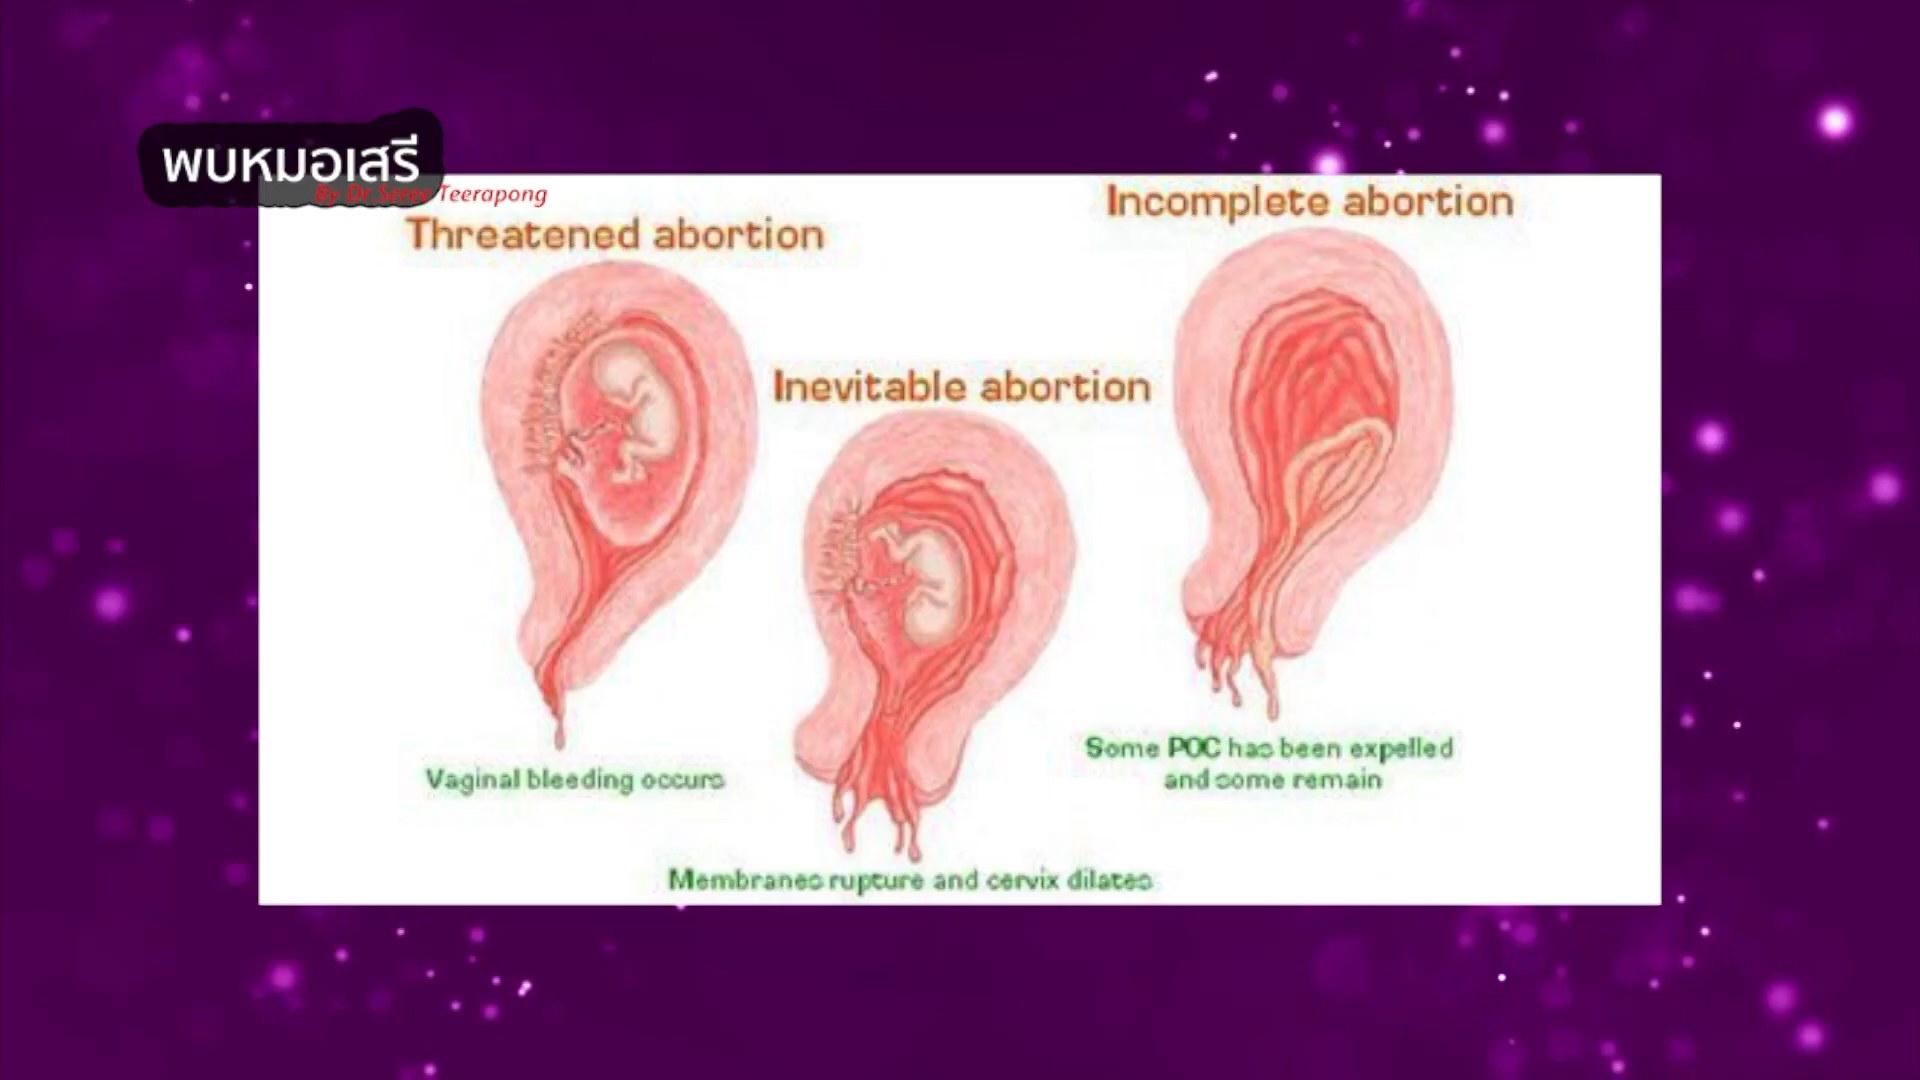 พบหมอเสรี
By Dr.Seree Teerapong
Threatened abortion
Incomplete abortion
Inevitable abortion
Some POC has been expelled
and some remain
Vaginal bleeding occurs
Membranes rupture and cervix dilates